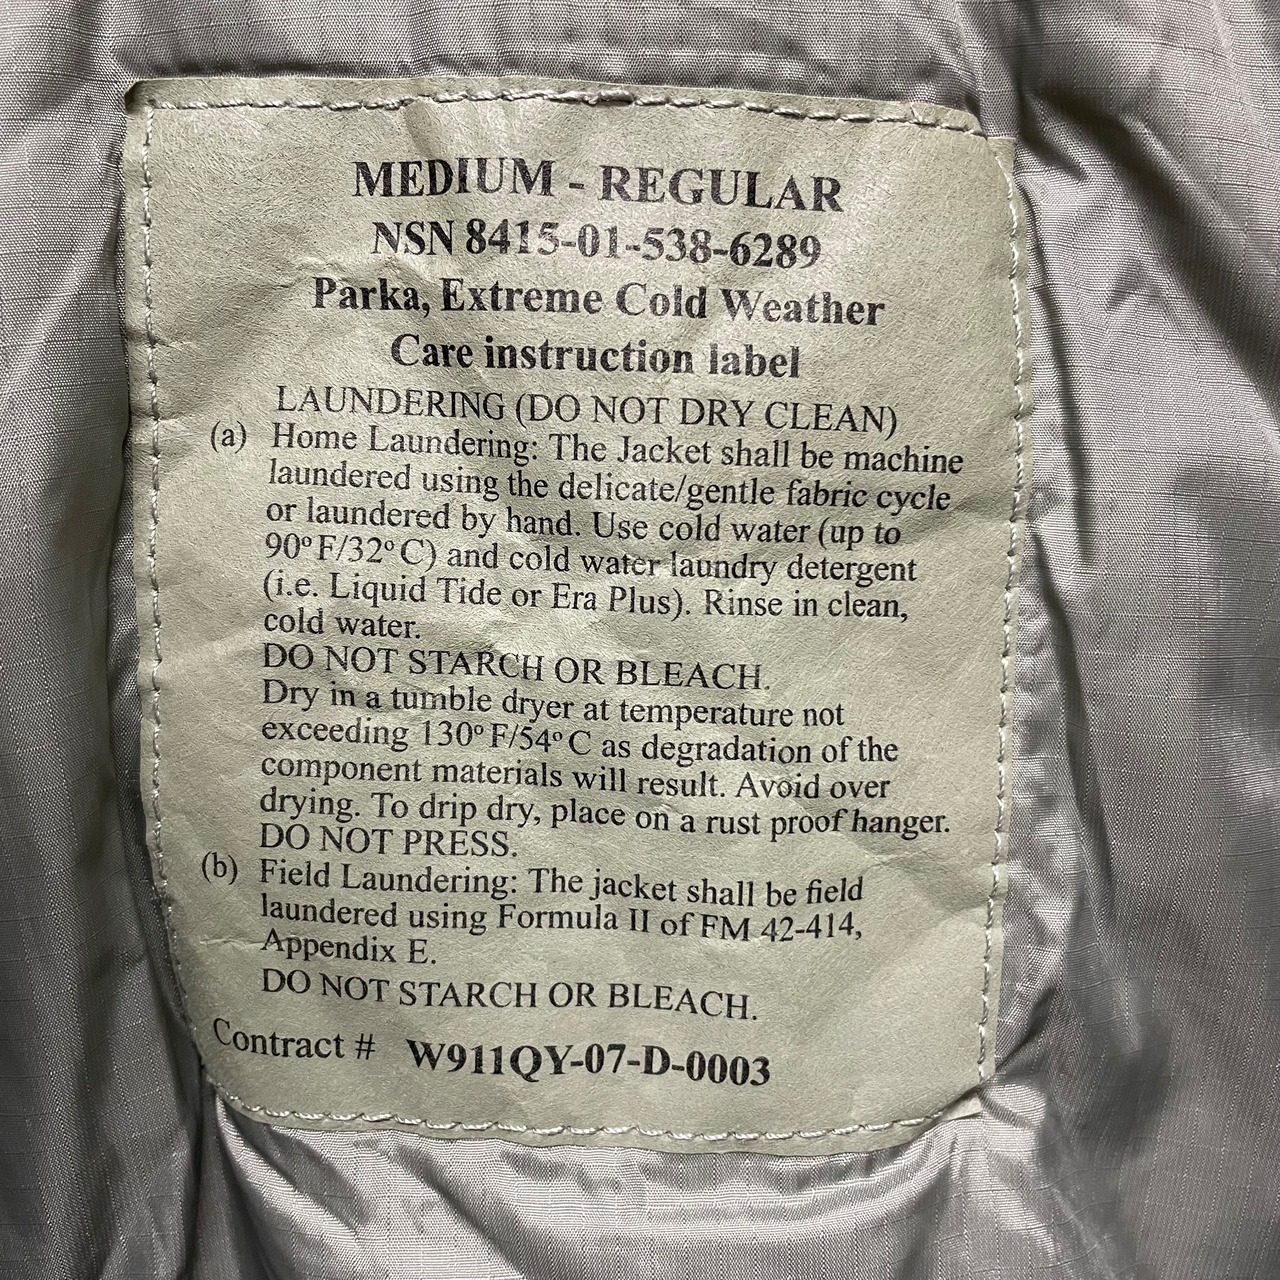 MEDIUM - REGULAR
NSN 8415-01-538-6289
Parka, Extreme Cold Weather
Care instruction label
LAUNDERING (DO NOT DRY CLEAN)
(a) Home Laundering: The Jacket shall be machine
laundered using the delicate/gentle fabric cycle
or laundered by hand. Use cold water (up to
90° F/32° C) and cold water laundry detergent
(i.e. Liquid Tide or Era Plus). Rinse in clean,
cold water.
DO NOT STARCH OR BLEACH.
Dry in a tumble dryer at temperature not
exceeding 130° F/54° C as degradation of the
component materials will result. Avoid over
drying. To drip dry, place on a rust proof hanger.
DO NOT PRESS.
(b) Field Laundering: The jacket shall be field
laundered using Formula II of FM 42-414,
Appendix E.
DO NOT STARCH OR BLEACH.
Contract # W911QY-07-D-0003